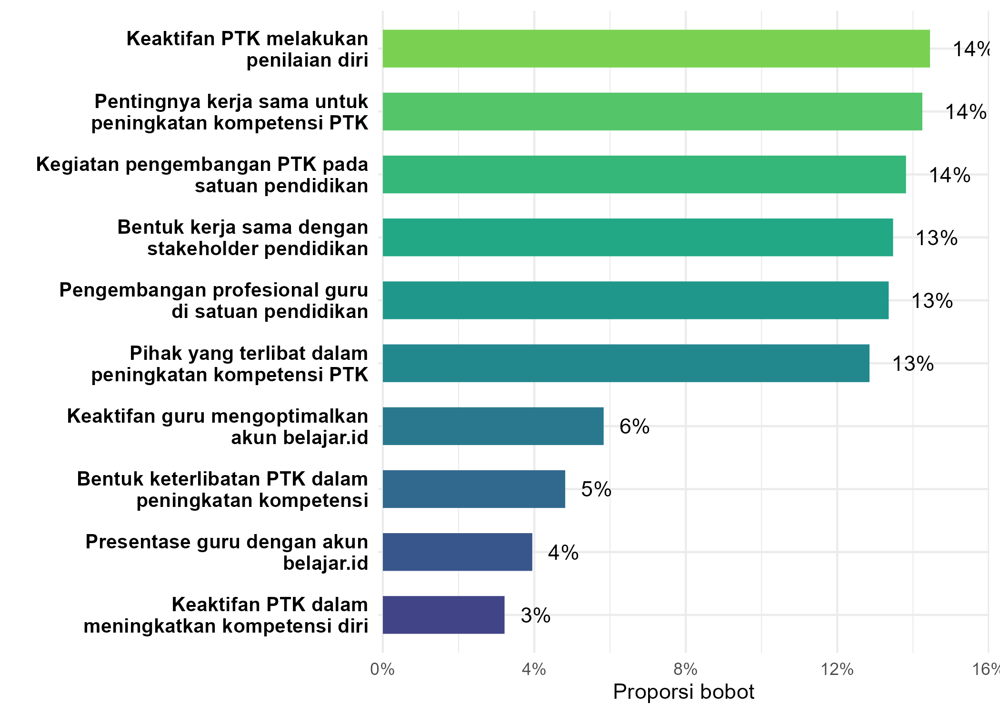 Keaktifan PTK melakukan
penilaian diri
14%
Pentingnya kerja sama untuk
peningkatan kompetensi PTK
14%
Kegiatan pengembangan PTK pada
satuan pendidikan
14%
Bentuk kerja sama dengan
stakeholder pendidikan
13%
Pengembangan profesional guru
di satuan pendidikan
13%
Pihak yang terlibat dalam
peningkatan kompetensi PTK
13%
Keaktifan guru mengoptimalkan
akun belajar.id
6%
Bentuk keterlibatan PTK dalam
peningkatan kompetensi
5%
Presentase guru dengan akun
belajar.id
4%
Keaktifan PTK dalam
meningkatkan kompetensi diri
3%
0% 4% 8% 12% 16%
Proporsi bobot